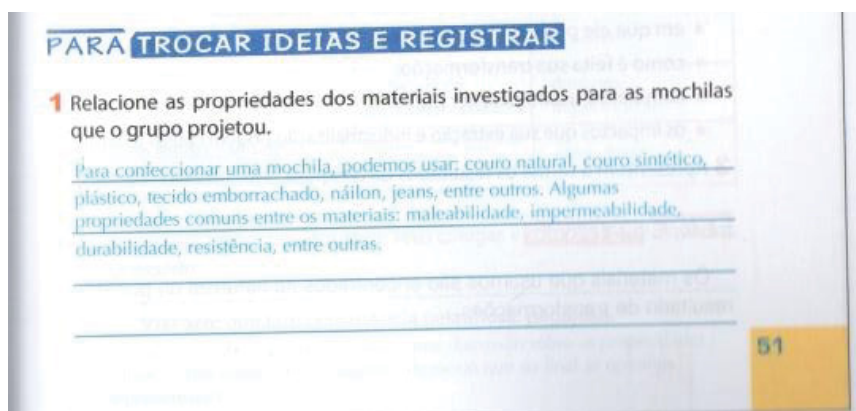 PARA TROCAR IDEIAS E REGISTRAR
1 Relacione as propriedades dos materiais investigados para as mochilas
que o grupo projetou.
Para confeccionar uma mochila, podemos usar: couro natural, couro sintético,
plástico, tecido emborrachado, náilon, jeans, entre outros. Algumas
propriedades comuns entre os materiais: maleabilidade, impermeabilidade,
durabilidade, resistência, entre outras.
51